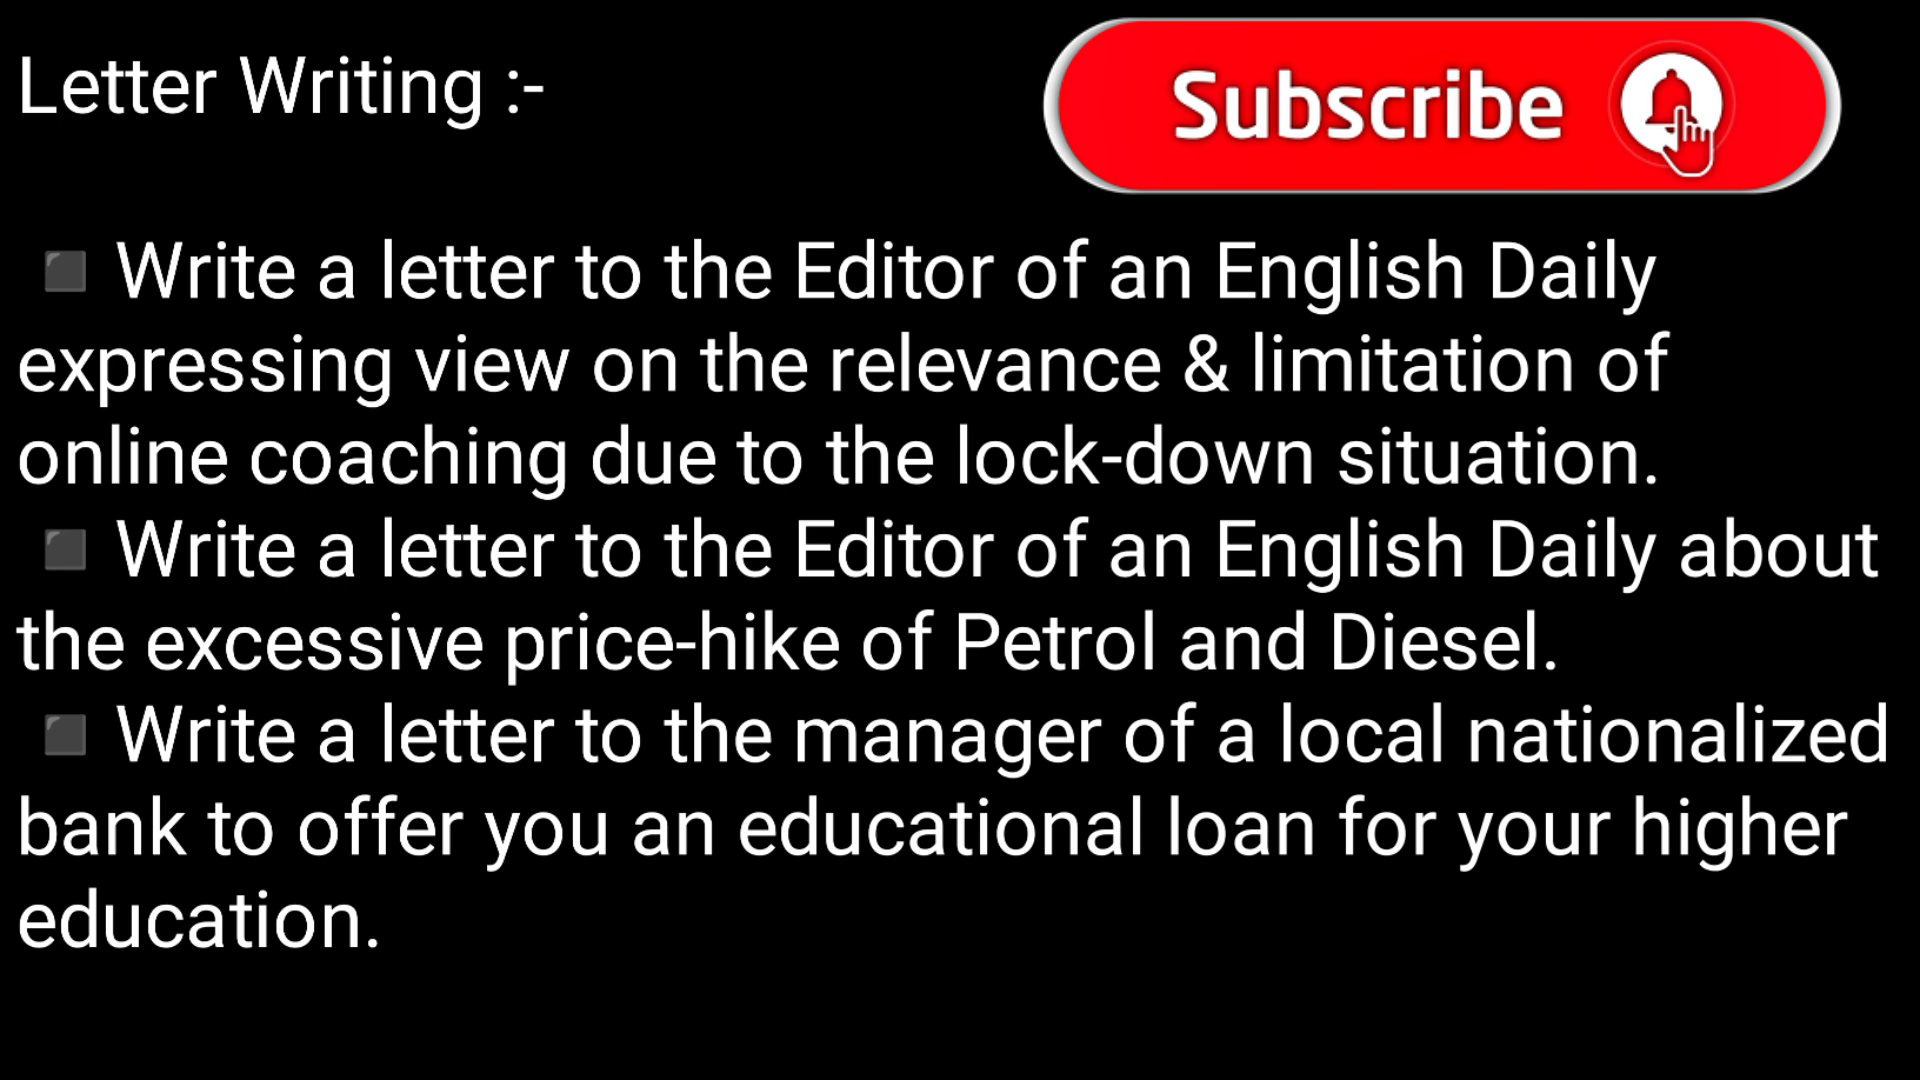 Letter Writing :-
Subscribe
▪Write a letter to the Editor of an English Daily
expressing view on the relevance & limitation of
online coaching due to the lock-down situation.
▪Write a letter to the Editor of an English Daily about
the excessive price-hike of Petrol and Diesel.
▪Write a letter to the manager of a local nationalized
bank to offer you an educational loan for your higher
education.